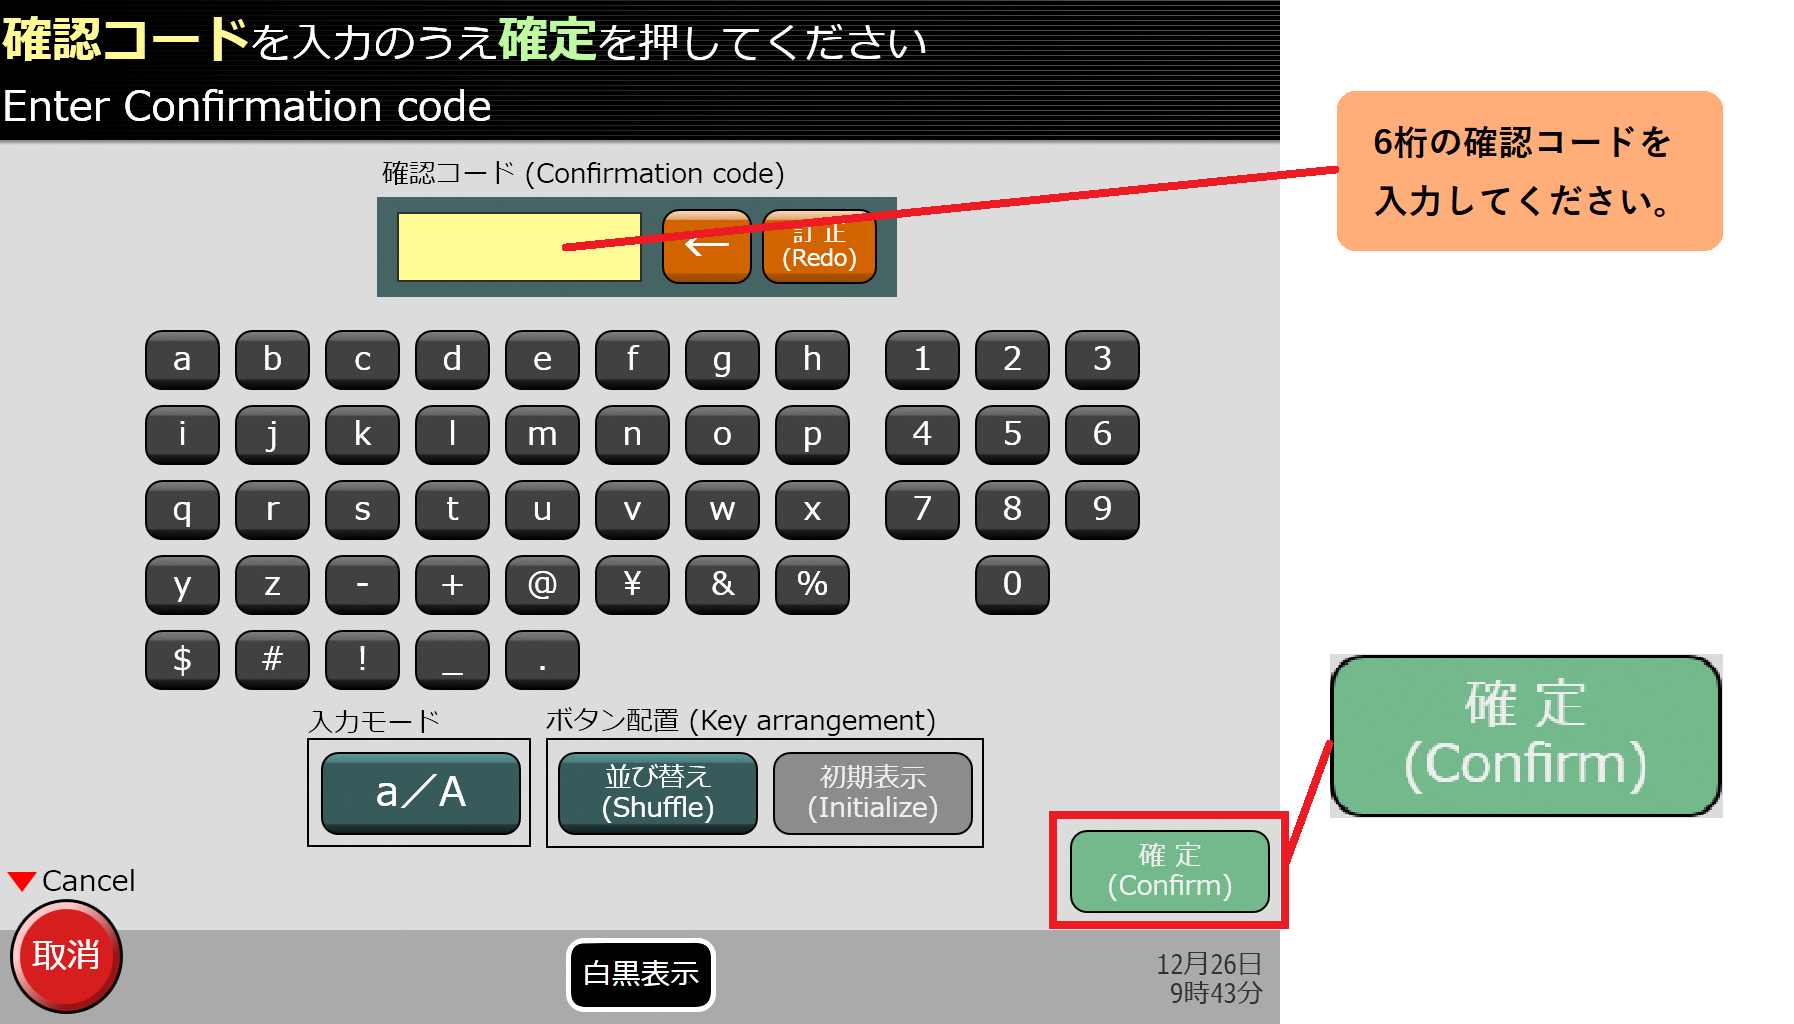 確認コードを入力のうえ確定を押してください
Enter Confirmation code
6桁の確認コードを
入力してください。
確認コード (Confirmation code)
← 訂 正
(Redo)
a b c d e f g h 1 2 3
i j k l m n o p 4 5 6
q r s t u v w x 7 8 9
y z - + @ ¥ & % 0
$ # ! _ .
入力モード
a／A
ボタン配置 (Key arrangement)
並び替え
(Shuffle)
初期表示
(Initialize)
確 定
(Confirm)
確 定
(Confirm)
Cancel
取消
白黒表示
12月26日
9時43分